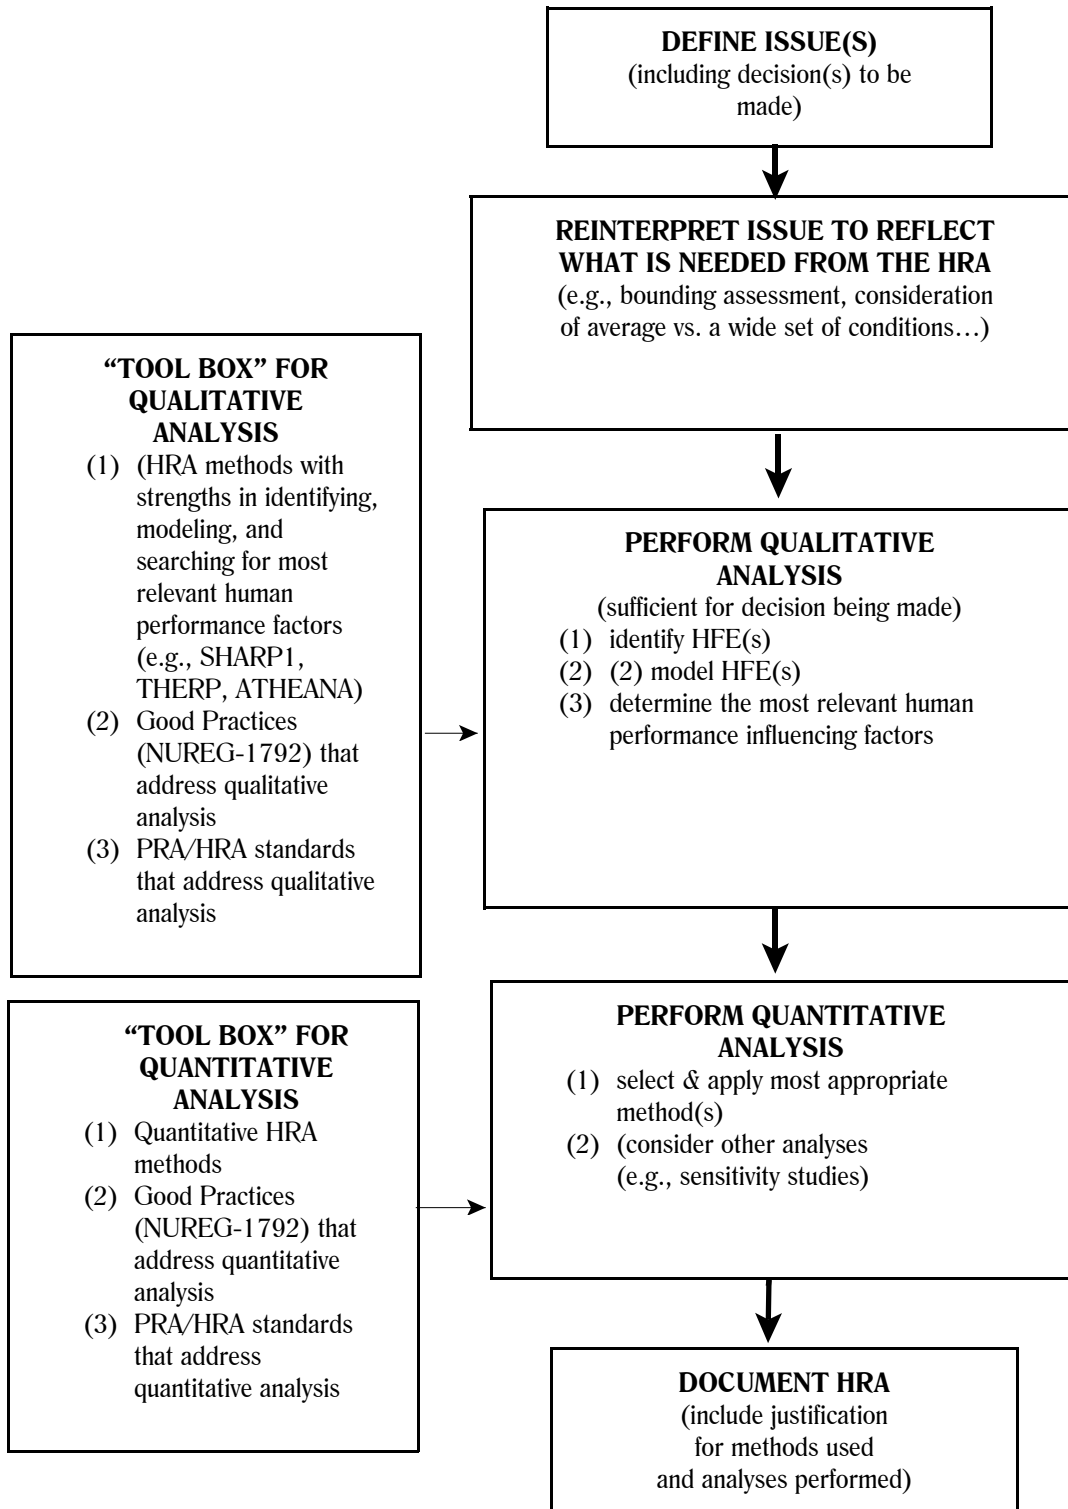 DEFINE ISSUE(S)
(including decision(s) to be
made)
REINTERPRET ISSUE TO REFLECT
WHAT IS NEEDED FROM THE HRA
(e.g., bounding assessment, consideration
of average vs. a wide set of conditions…)
“TOOL BOX” FOR
QUALITATIVE
ANALYSIS
(1) (HRA methods with
strengths in identifying,
modeling, and
searching for most
relevant human
performance factors
(e.g., SHARP1,
THERP, ATHEANA)
(2) Good Practices
(NUREG-1792) that
address qualitative
analysis
(3) PRA/HRA standards
that address qualitative
analysis
PERFORM QUALITATIVE
ANALYSIS
(sufficient for decision being made)
(1) identify HFE(s)
(2) (2) model HFE(s)
(3) determine the most relevant human
performance influencing factors
“TOOL BOX” FOR
QUANTITATIVE
ANALYSIS
(1) Quantitative HRA
methods
(2) Good Practices
(NUREG-1792) that
address quantitative
analysis
(3) PRA/HRA standards
that address
quantitative analysis
PERFORM QUANTITATIVE
ANALYSIS
(1) select & apply most appropriate
method(s)
(2) (consider other analyses
(e.g., sensitivity studies)
DOCUMENT HRA
(include justification
for methods used
and analyses performed)